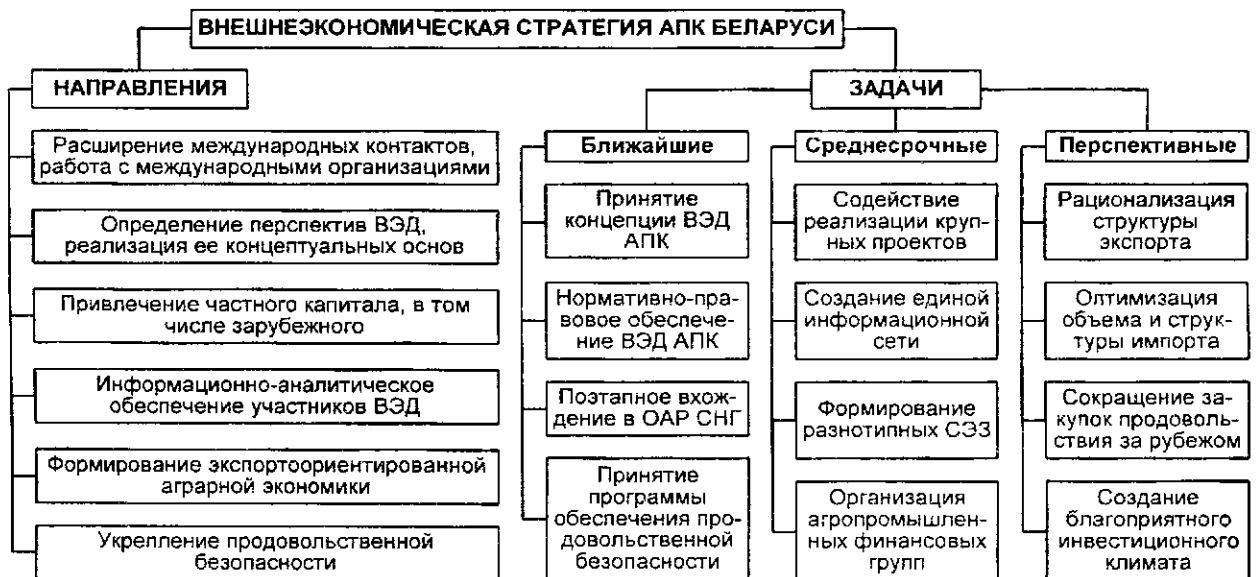 ВНЕШНЕЭКОНОМИЧЕСКАЯ СТРАТЕГИЯ АПК БЕЛАРУСИ
НАПРАВЛЕНИЯ
Расширение международных контактов,
работа с международными организациями
Определение перспектив ВЭД,
реализация ее концептуальных основ
Привлечение частного капитала, в том
числе зарубежного
Информационно-аналитическое
обеспечение участников ВЭД
Формирование экспортоориентированной
аграрной экономики
Укрепление продовольственной
безопасности
ЗАДАЧИ
Ближайшие
Принятие
концепции ВЭД
АПК
Нормативно-пра-
вовое обеспече-
ние ВЭД АПК
Поэтапное вхож-
дение в ОАР СНГ
Принятие
программы
обеспечения про-
довольственной
безопасности
Среднесрочные
Содействие
реализации круп-
ных проектов
Создание единой
информационной
сети
Формирование
разнотипных СЭЗ
Организация
агропромышлен-
ных финансовых
групп
Перспективные
Рационализация
структуры
экспорта
Оптимизация
объема и струк-
туры импорта
Сокращение за-
купок продоволь-
ствия за рубежом
Создание
благоприятного
инвестиционного
климата